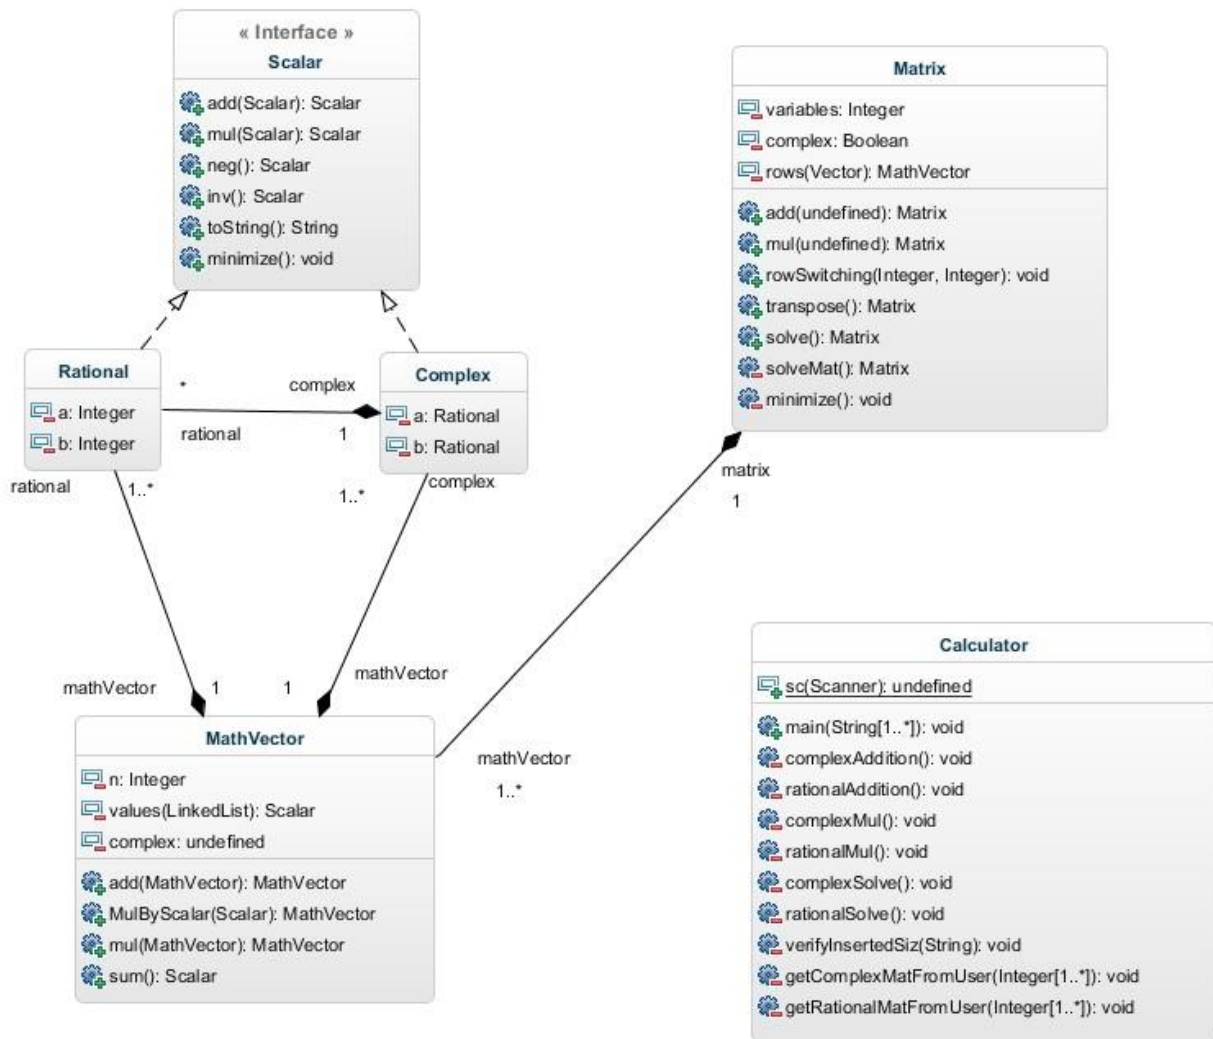 « Interface »
Scalar
add(Scalar): Scalar
mul(Scalar): Scalar
neg(): Scalar
inv(): Scalar
toString(): String
minimize(): void
Matrix
variables: Integer
complex: Boolean
rows(Vector): MathVector
add(undefined): Matrix
mul(undefined): Matrix
rowSwitching(Integer, Integer): void
transpose(): Matrix
solve(): Matrix
solveMat(): Matrix
minimize(): void
Rational
a: Integer
b: Integer
*
complex
rational
1
Complex
a: Rational
b: Rational
rational
1..*
1..*
complex
matrix
1
mathVector
1
1
mathVector
mathVector
1..*
MathVector
n: Integer
values(LinkedList): Scalar
complex: undefined
add(MathVector): MathVector
MulByScalar(Scalar): MathVector
mul(MathVector): MathVector
sum(): Scalar
Calculator
sc(Scanner): undefined
main(String[1..*]): void
complexAddition(): void
rationalAddition(): void
complexMul(): void
rationalMul(): void
complexSolve(): void
rationalSolve(): void
verifyInsertedSiz(String): void
getComplexMatFromUser(Integer[1..*]): void
getRationalMatFromUser(Integer[1..*]): void